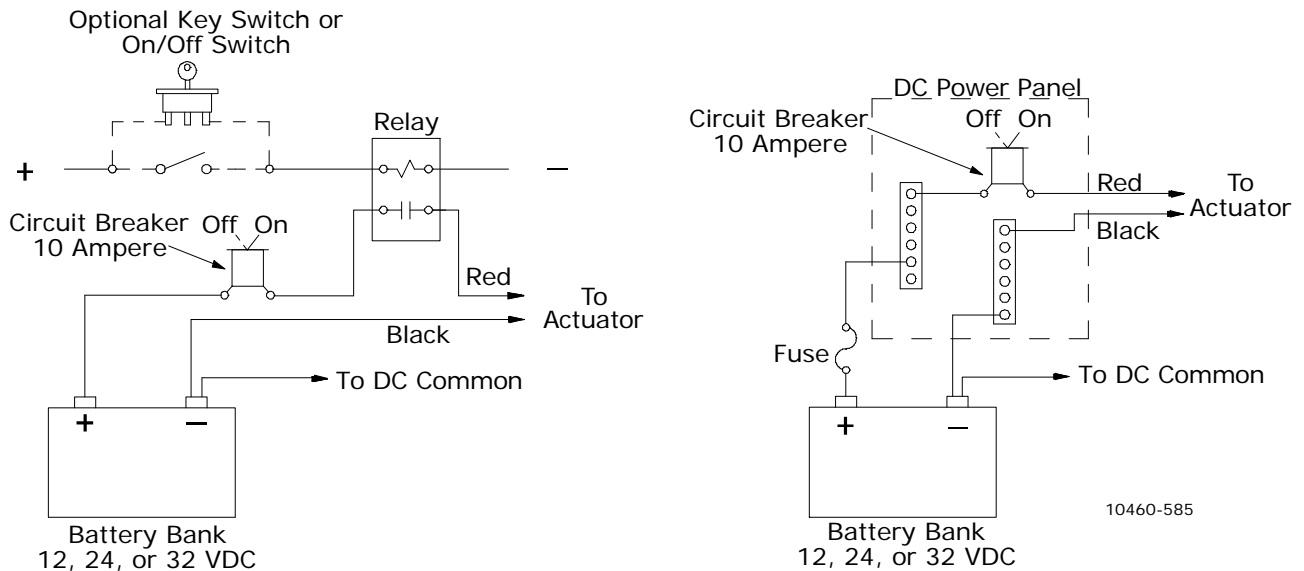 Optional Key Switch or
On/Off Switch
Relay
+
—
Circuit Breaker
10 Ampere
Off On
Red
To
Actuator
Black
To DC Common
+ —
Battery Bank
12, 24, or 32 VDC
DC Power Panel
Circuit Breaker
10 Ampere
Off On
Red
To
Actuator
Black
Fuse
To DC Common
+ —
Battery Bank
12, 24, or 32 VDC
10460-585